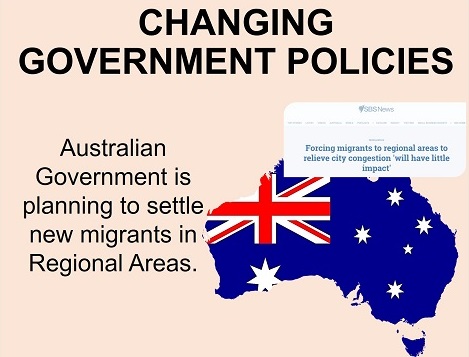 CHANGING
GOVERNMENT POLICIES
SBS News
Forcing migrants to regional areas to
relieve city congestion 'will have little
impact'
Australian
Government is
planning to settle
new migrants in
Regional Areas.